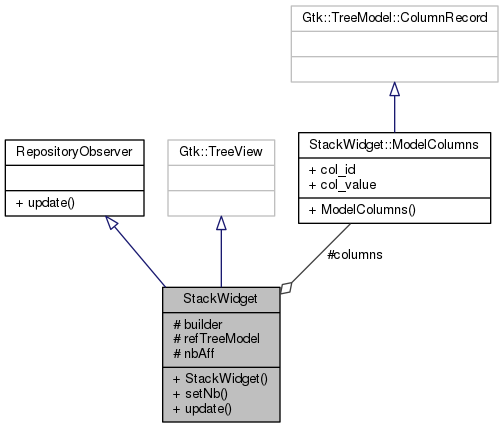 Gtk::TreeModel::ColumnRecord
RepositoryObserver
+ update()
Gtk::TreeView
StackWidget::ModelColumns
+ col_id
+ col_value
+ ModelColumns()
#columns
StackWidget
# builder
# refTreeModel
# nbAff
+ StackWidget()
+ setNb()
+ update()